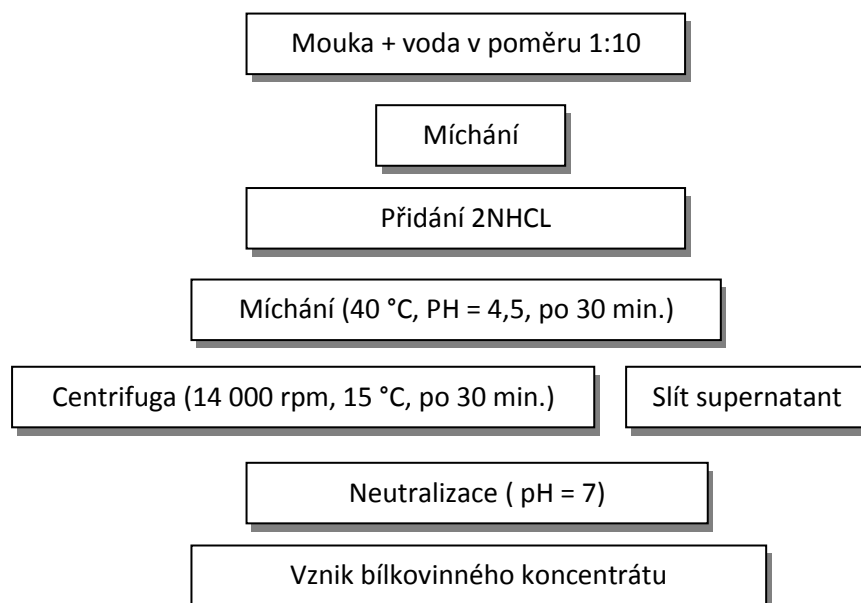 Mouka + voda v poměru 1:10
Míchání
Přidání 2NHCL
Míchání (40 °C, PH = 4,5, po 30 min.)
Centrifuga (14 000 rpm, 15 °C, po 30 min.)
Slít supernatant
Neutralizace ( pH = 7)
Vznik bílkovinného koncentrátu